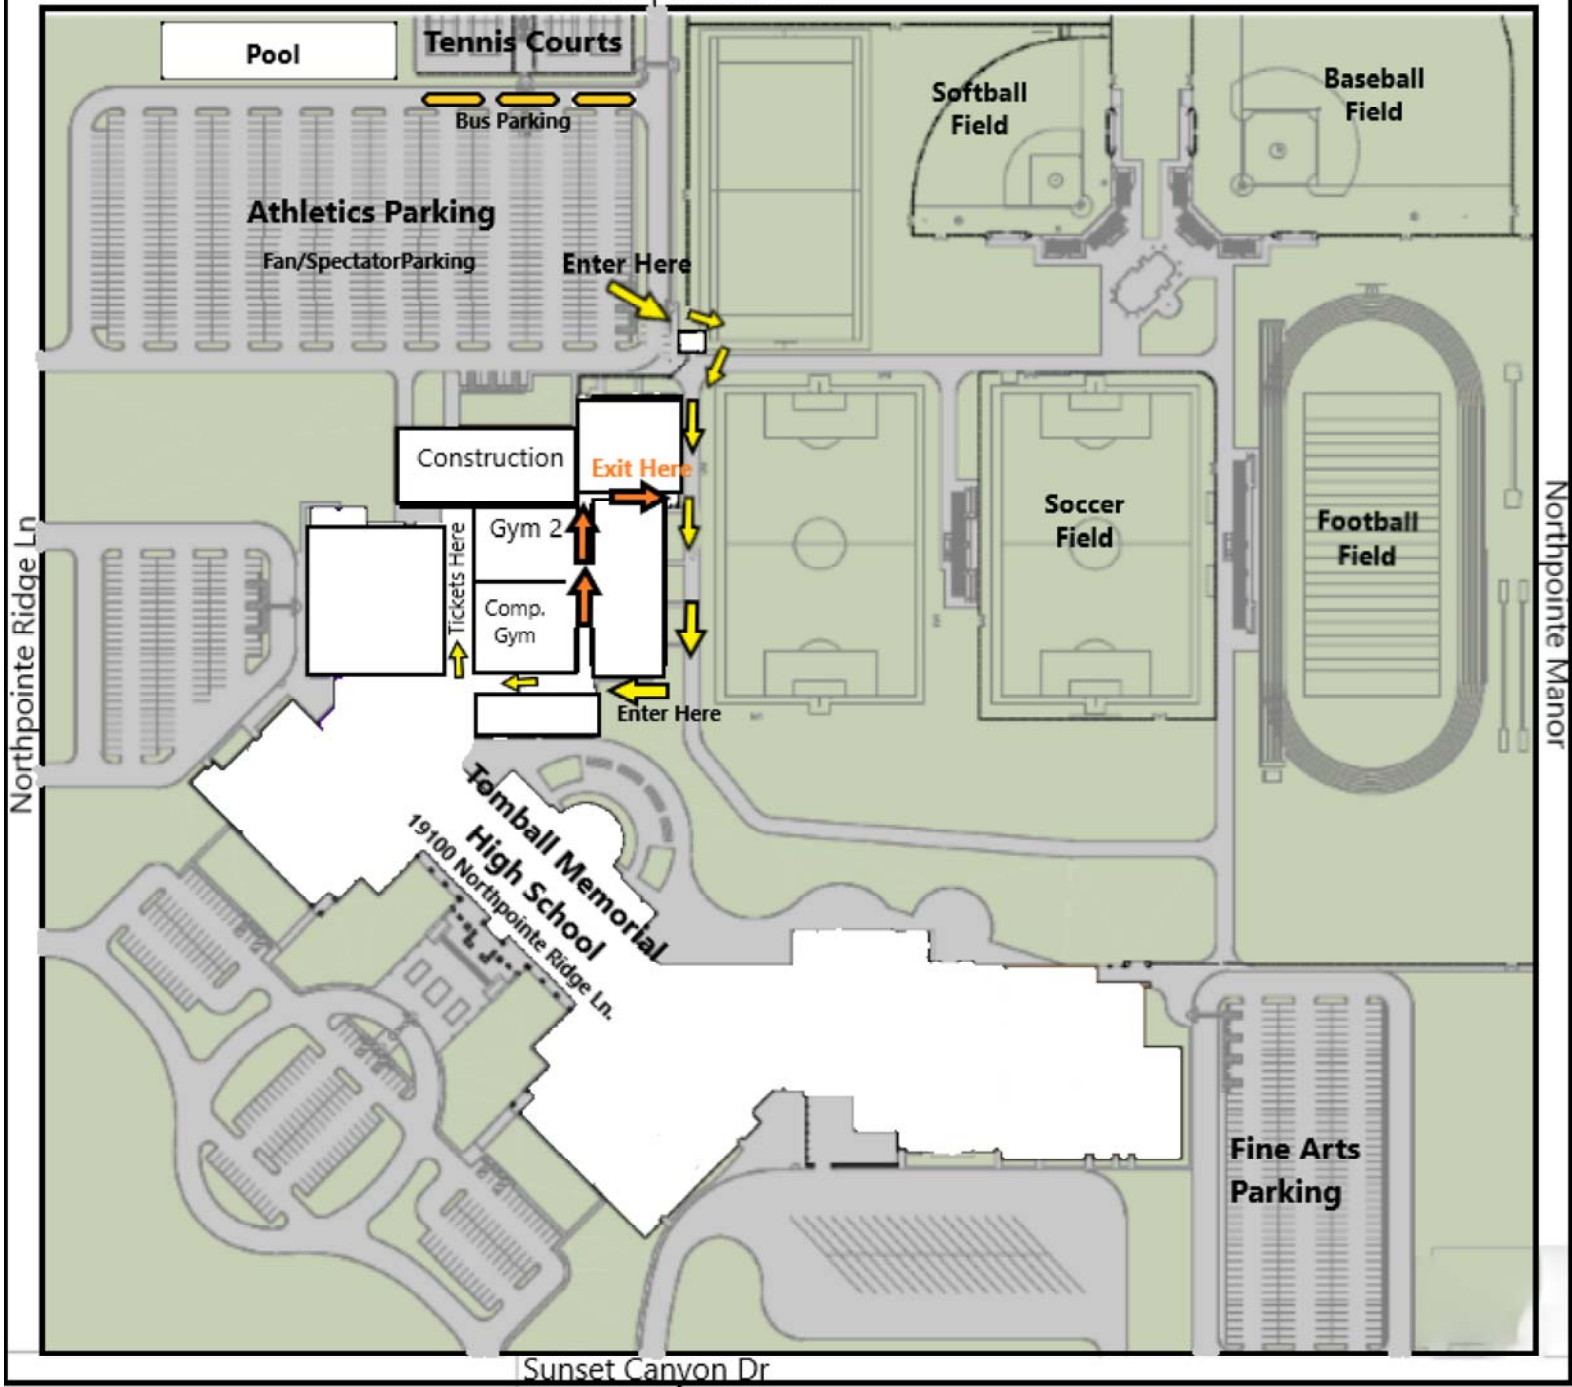 Pool
Tennis Courts
Bus Parking
Softball
Field
Baseball
Field
Athletics Parking
Fan/SpectatorParking
Enter Here
Construction
Exit Here
Gym 2
Tickets Here
Comp.
Gym
Enter Here
Soccer
Field
Football
Field
Northpointe Ridge Ln
Northpointe Manor
Tomball Memorial
High School
19100 Northpointe Ridge Ln.
Fine Arts
Parking
Sunset Canyon Dr